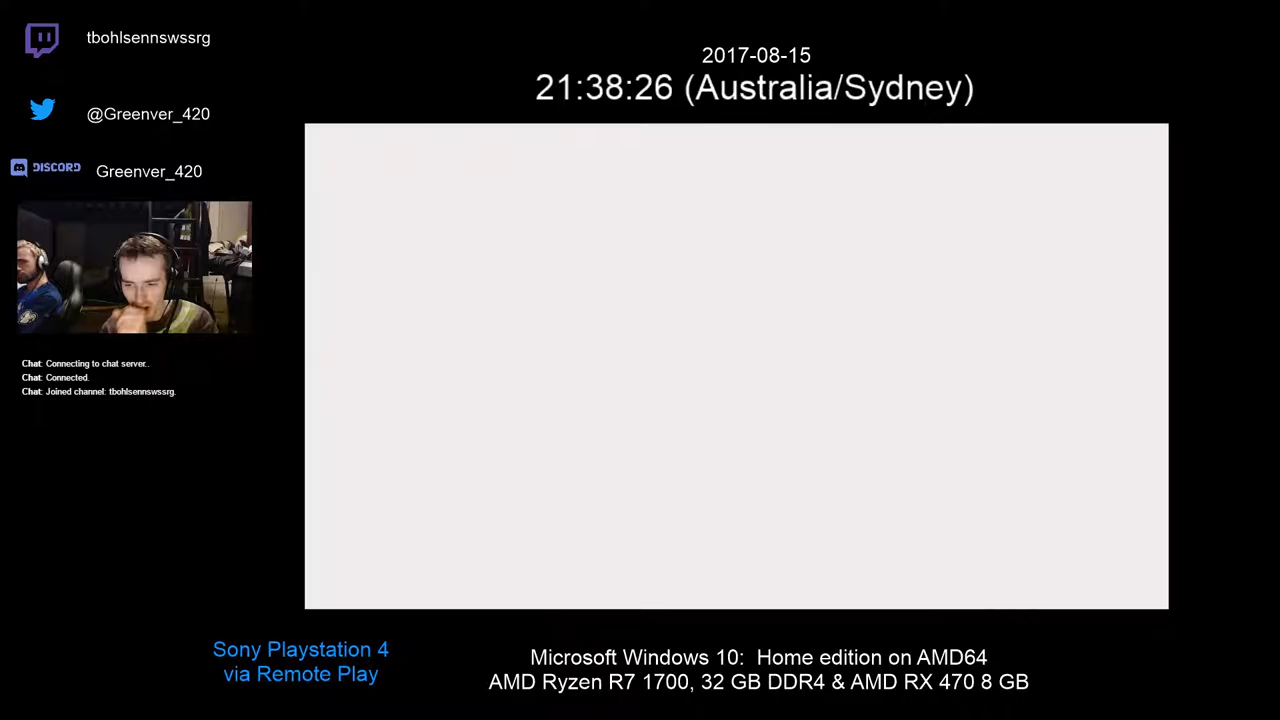 tbohlsennswssrg
@Greenver_420
DISCORD
Greenver_420
Chat: Connecting to chat server..
Chat: Connected.
Chat: Joined channel: tbohlsennswssrg.
2017-08-15
21:38:26 (Australia/Sydney)
Sony Playstation 4
via Remote Play
Microsoft Windows 10:  Home edition on AMD64
AMD Ryzen R7 1700, 32 GB DDR4 & AMD RX 470 8 GB